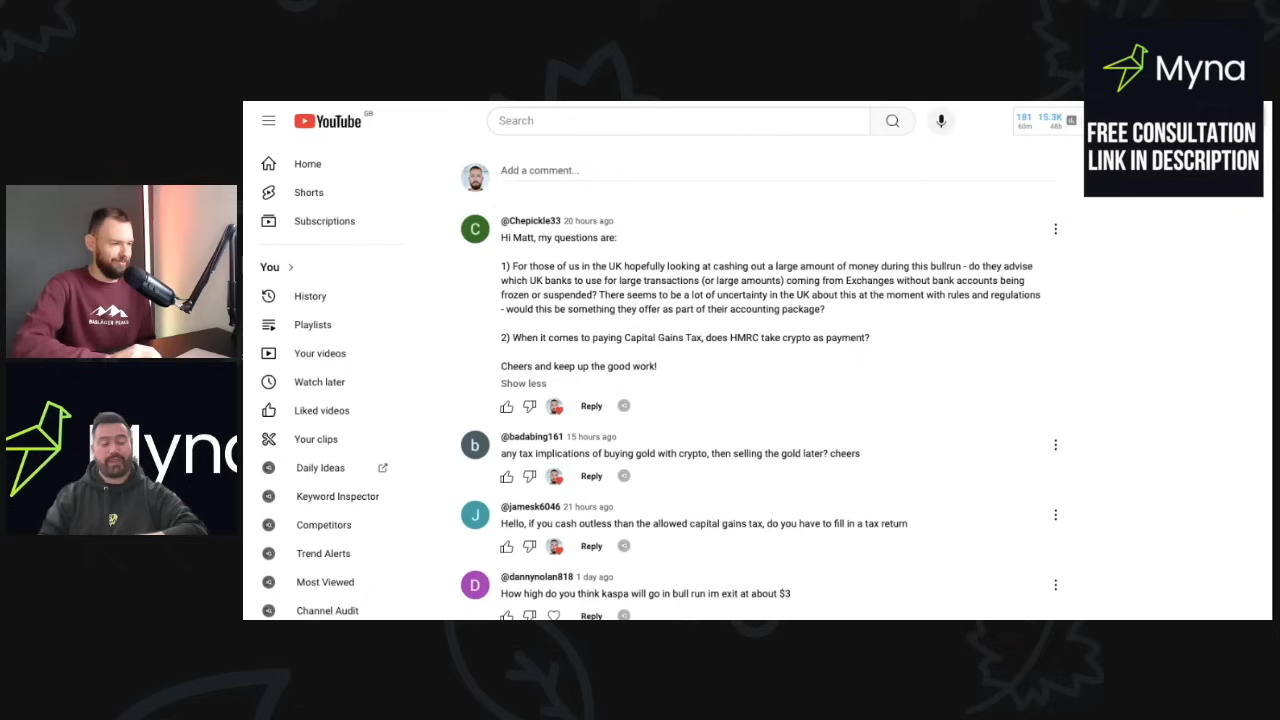 Myna
FREE CONSULTATION
LINK IN DESCRIPTION
YouTube GB
Search
181 15.3K
60m 48h
Home
Shorts
Subscriptions
You
History
Playlists
Your videos
Watch later
Liked videos
Your clips
Daily Ideas
Keyword Inspector
Competitors
Trend Alerts
Most Viewed
Channel Audit
Add a comment...
C
@Chepickle33 20 hours ago
Hi Matt, my questions are:
1) For those of us in the UK hopefully looking at cashing out a large amount of money during this bullrun - do they advise
which UK banks to use for large transactions (or large amounts) coming from Exchanges without bank accounts being
frozen or suspended? There seems to be a lot of uncertainty in the UK about this at the moment with rules and regulations
- would this be something they offer as part of their accounting package?
2) When it comes to paying Capital Gains Tax, does HMRC take crypto as payment?
Cheers and keep up the good work!
Show less
Reply
b
@badabing161 15 hours ago
any tax implications of buying gold with crypto, then selling the gold later? cheers
Reply
J
@jamesk6046 21 hours ago
Hello, if you cash outless than the allowed capital gains tax, do you have to fill in a tax return
Reply
D
@dannynolan818 1 day ago
How high do you think kaspa will go in bull run im exit at about $3
Reply